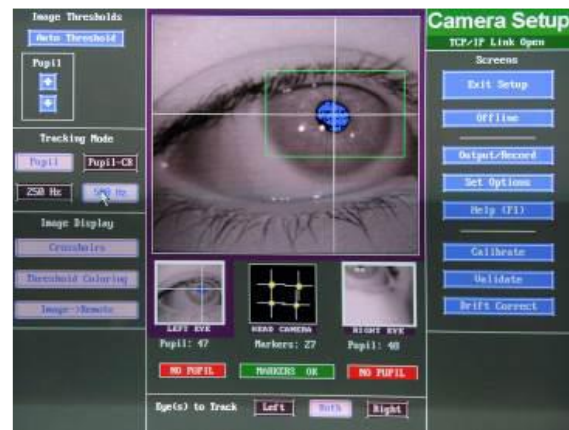 Image Thresholds
Auto Threshold
Pupil
Tracking Mode
Pupil
Pupil-CR
250 Hz
500 Hz
Image Display
Crosshairs
Threshold Coloring
Image->Remote
LEFT EYE
HEAD CAMERA
RIGHT EYE
Pupil: 47
Markers: 27
Pupil: 48
NO PUPIL
MARKERS OK
NO PUPIL
Eye(s) to Track
Left
Both
Right
Camera Setup
TCP/IP Link Open
Screens
Exit Setup
Offline
Output/Record
Set Options
Help (F1)
Calibrate
Validate
Drift Correct